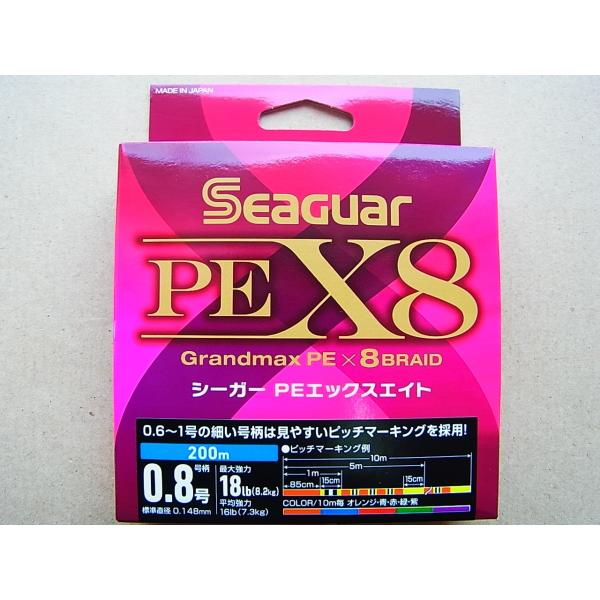 MADE IN JAPAN
SEAGUAR
PE X8
Grandmax PE×8BRAID
シーガー PEエックスエイト
0.6~1号の細い号柄は見やすいピッチマーキングを採用!
200m
号柄
0.8号
標準直径 0.148mm
最大強力
18lb(8.2kg)
平均強力
16lb(7.3kg)
●ピッチマーキング例
10m
5m
1m
85cm
15cm
15cm
COLOR/10m毎 オレンジ・青・赤・緑・紫